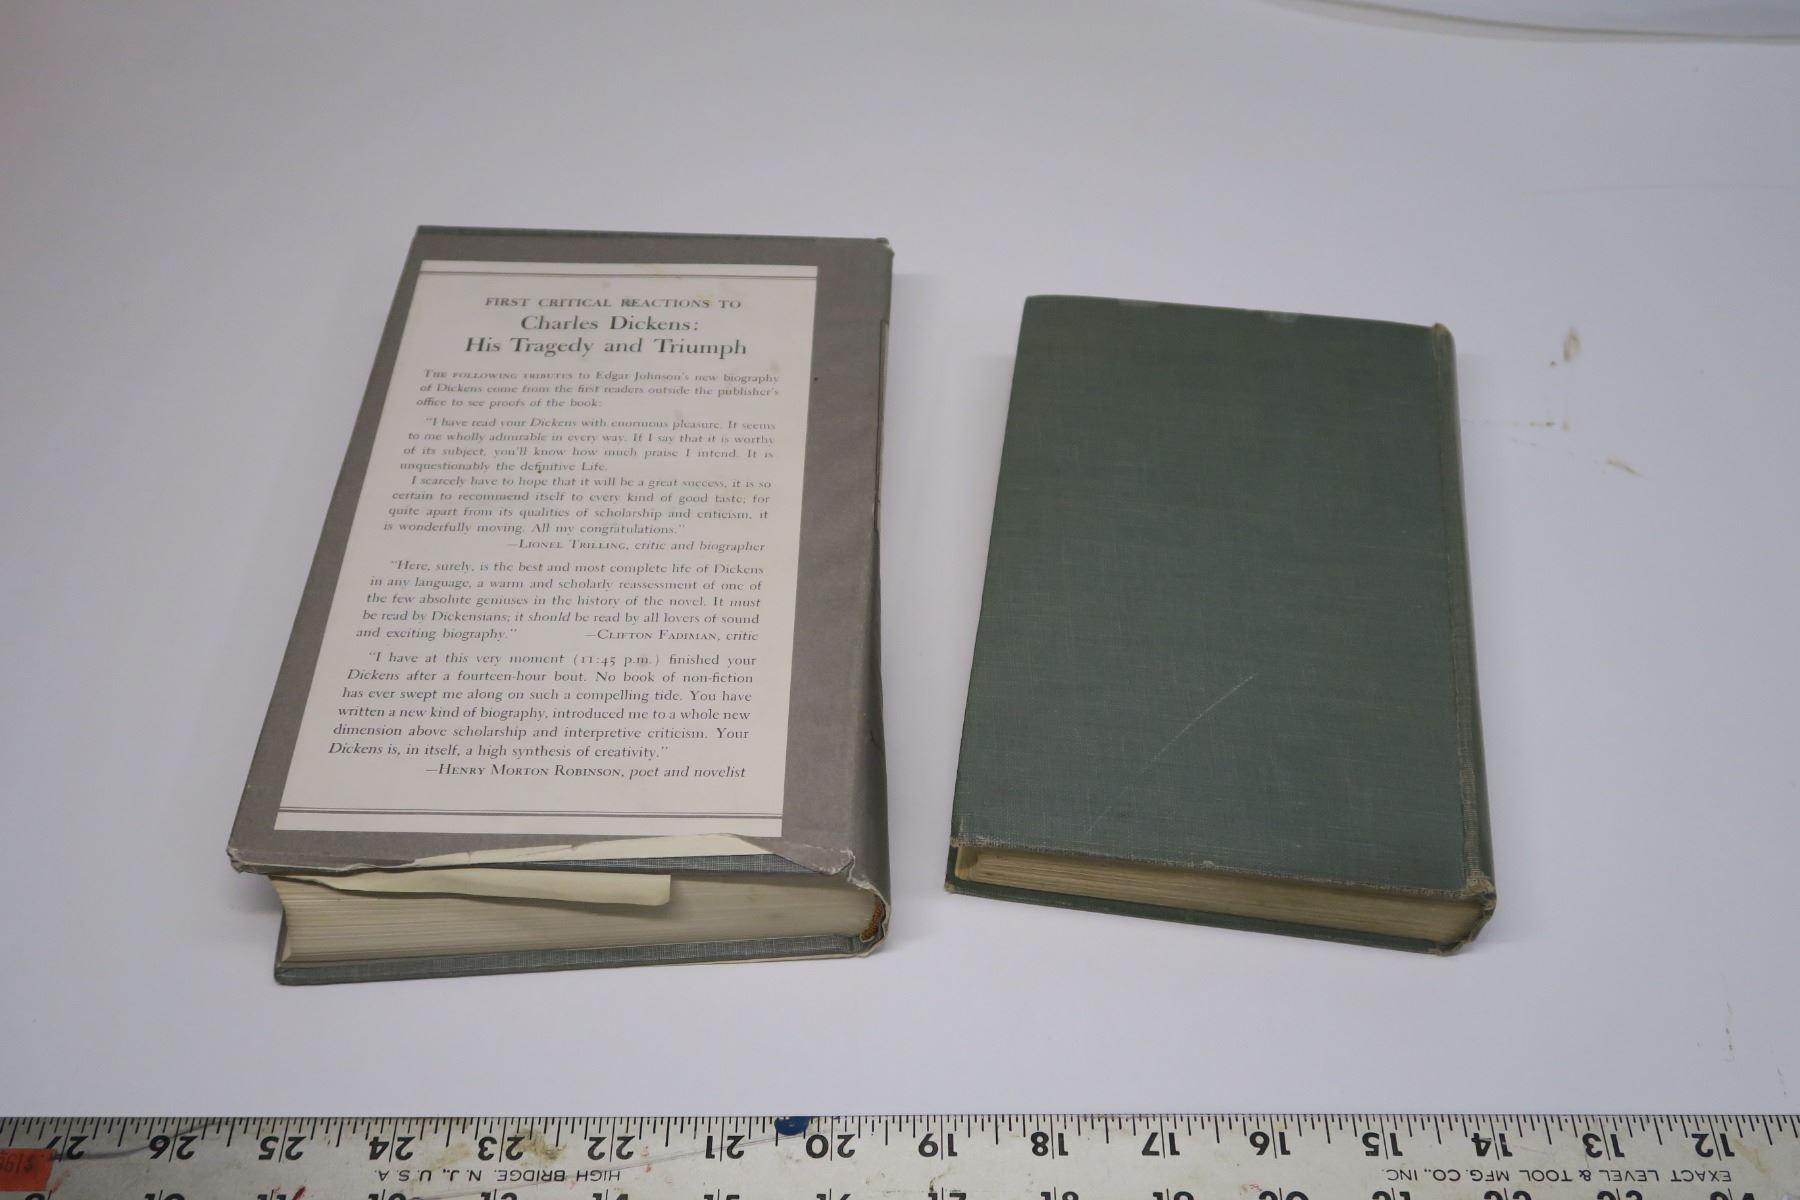 FIRST CRITICAL REACTIONS TO
Charles Dickens:
His Tragedy and Triumph
THE FOLLOWING TRIBUTES to Edgar Johnson's new biography
of Dickens come from the first readers outside the publisher's
office to see proofs of the book:
"I have read your Dickens with enormous pleasure. It seems
to me wholly admirable in every way. If I say that it is worthy
of its subject, you'll know how much praise I intend. It is
unquestionably the definitive Life.
I scarcely have to hope that it will be a great success, it is so
certain to recommend itself to every kind of good taste; for
quite apart from its qualities of scholarship and criticism, it
is wonderfully moving. All my congratulations."
—LIONEL TRILLING, critic and biographer
"Here, surely, is the best and most complete life of Dickens
in any language, a warm and scholarly reassessment of one of
the few absolute geniuses in the history of the novel. It must
be read by Dickensians; it should be read by all lovers of sound
and exciting biography." —CLIFTON FADIMAN, critic
"I have at this very moment (11:45 p.m.) finished your
Dickens after a fourteen-hour bout. No book of non-fiction
has ever swept me along on such a compelling tide. You have
written a new kind of biography, introduced me to a whole new
dimension above scholarship and interpretive criticism. Your
Dickens is, in itself, a high synthesis of creativity."
—HENRY MORTON ROBINSON, poet and novelist
12 13 14 15 16 17 18 19 20 21 22 23 24 25 26 27
EXACT LEVEL & TOOL MFG. CO., INC. HIGH BRIDGE, N.J., U.S.A.